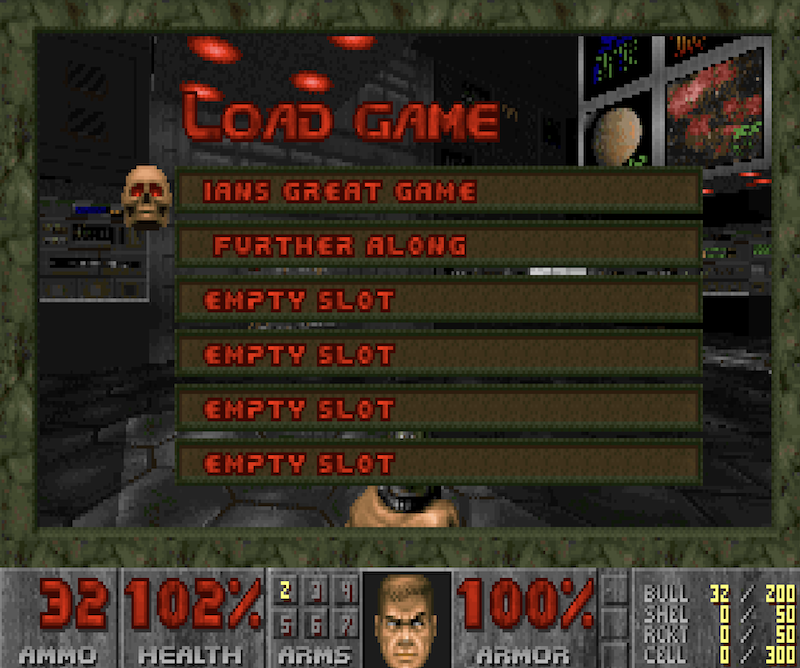 LOAD GAME
IANS GREAT GAME
FURTHER ALONG
EMPTY SLOT
EMPTY SLOT
EMPTY SLOT
EMPTY SLOT
32 102% 2 3 4 100% BULL 32 / 200
SHEL 0 / 50
5 6 7 RCKT 0 / 50
AMMO HEALTH ARMS ARMOR CELL 0 / 300